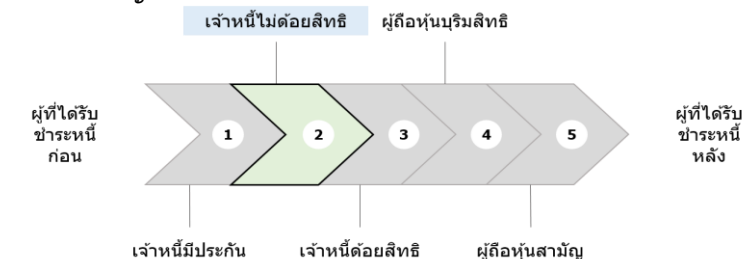 เจ้าหนี้ไม่ด้อยสิทธิ
ผู้ถือหุ้นบุริมสิทธิ
ผู้ที่ได้รับ
ชำระหนี้
ก่อน
1
2
3
4
5
ผู้ที่ได้รับ
ชำระหนี้
หลัง
เจ้าหนี้มีประกัน
เจ้าหนี้ด้อยสิทธิ
ผู้ถือหุ้นสามัญ